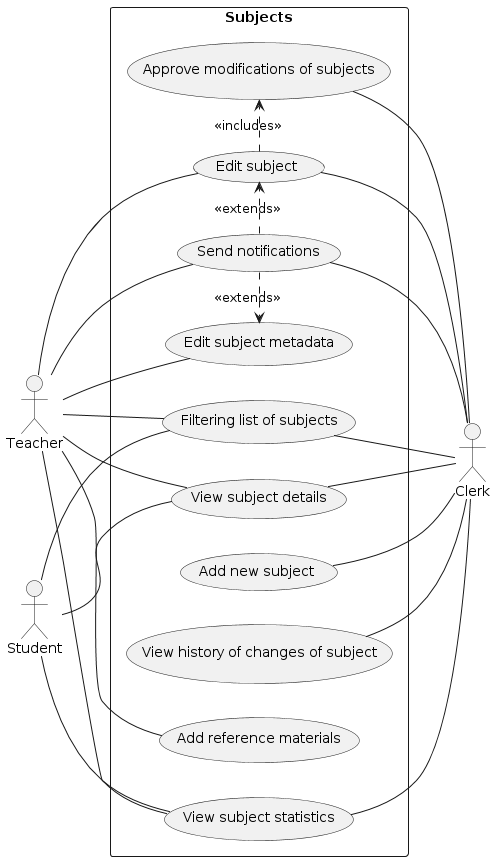 Subjects
Approve modifications of subjects
«includes»
Edit subject
«extends»
Send notifications
«extends»
Edit subject metadata
Filtering list of subjects
Teacher
View subject details
Clerk
Add new subject
Student
View history of changes of subject
Add reference materials
View subject statistics